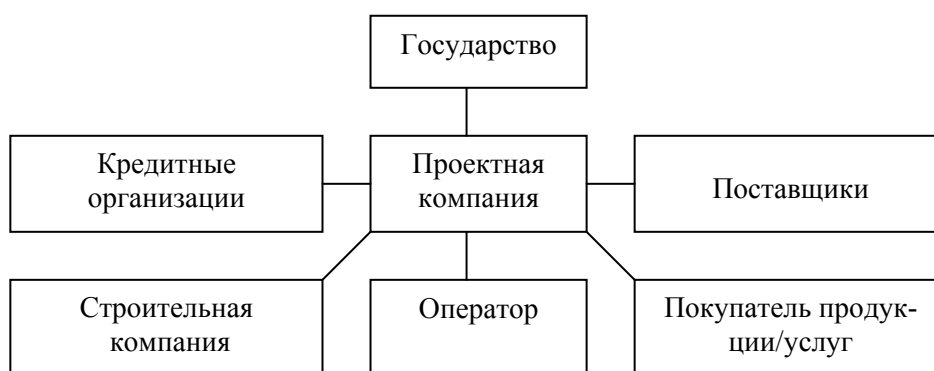 Государство
Кредитные
организации
Проектная
компания
Поставщики
Строительная
компания
Оператор
Покупатель продук-
ции/услуг